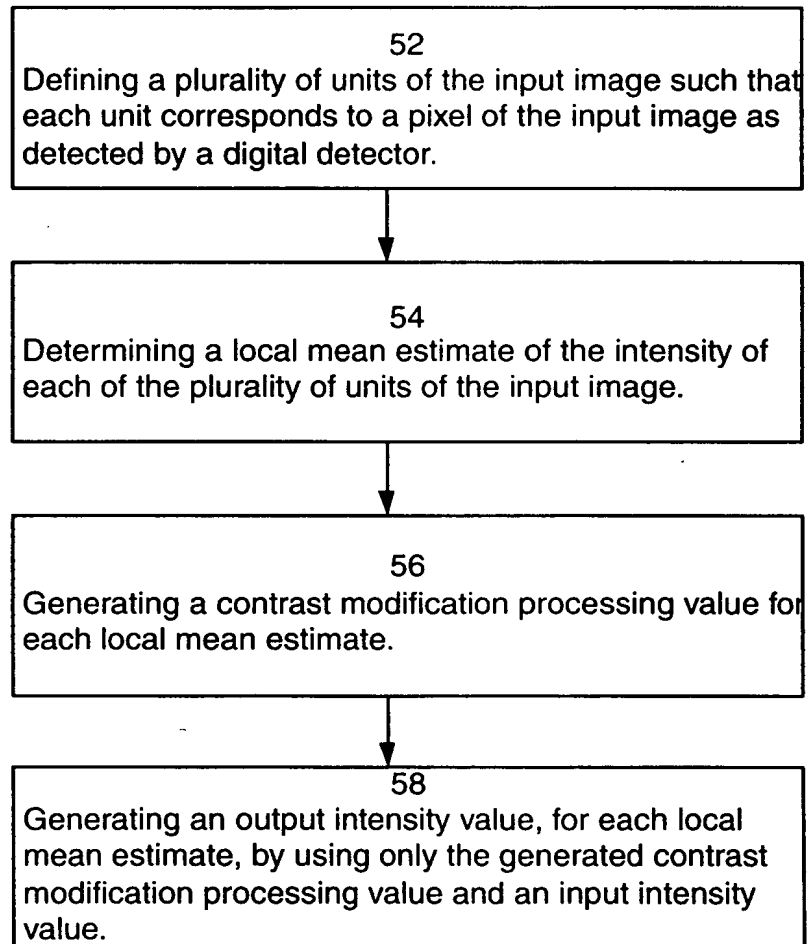 52
Defining a plurality of units of the input image such that
each unit corresponds to a pixel of the input image as
detected by a digital detector.
54
Determining a local mean estimate of the intensity of
each of the plurality of units of the input image.
56
Generating a contrast modification processing value for
each local mean estimate.
58
Generating an output intensity value, for each local
mean estimate, by using only the generated contrast
modification processing value and an input intensity
value.